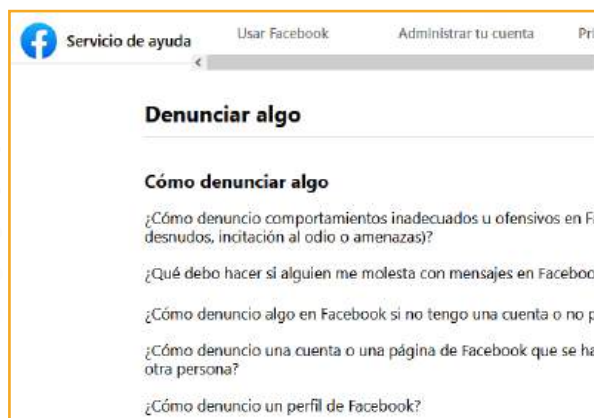 Servicio de ayuda
Usar Facebook
Administrar tu cuenta
Denunciar algo
Cómo denunciar algo
¿Cómo denuncio comportamientos inadecuados u ofensivos en
desnudos, incitación al odio o amenazas)?
¿Qué debo hacer si alguien me molesta con mensajes en
¿Cómo denuncio algo en Facebook si no tengo una cuenta o no
¿Cómo denuncio una cuenta o una página de Facebook que se
otra persona?
¿Cómo denuncio un perfil de Facebook?